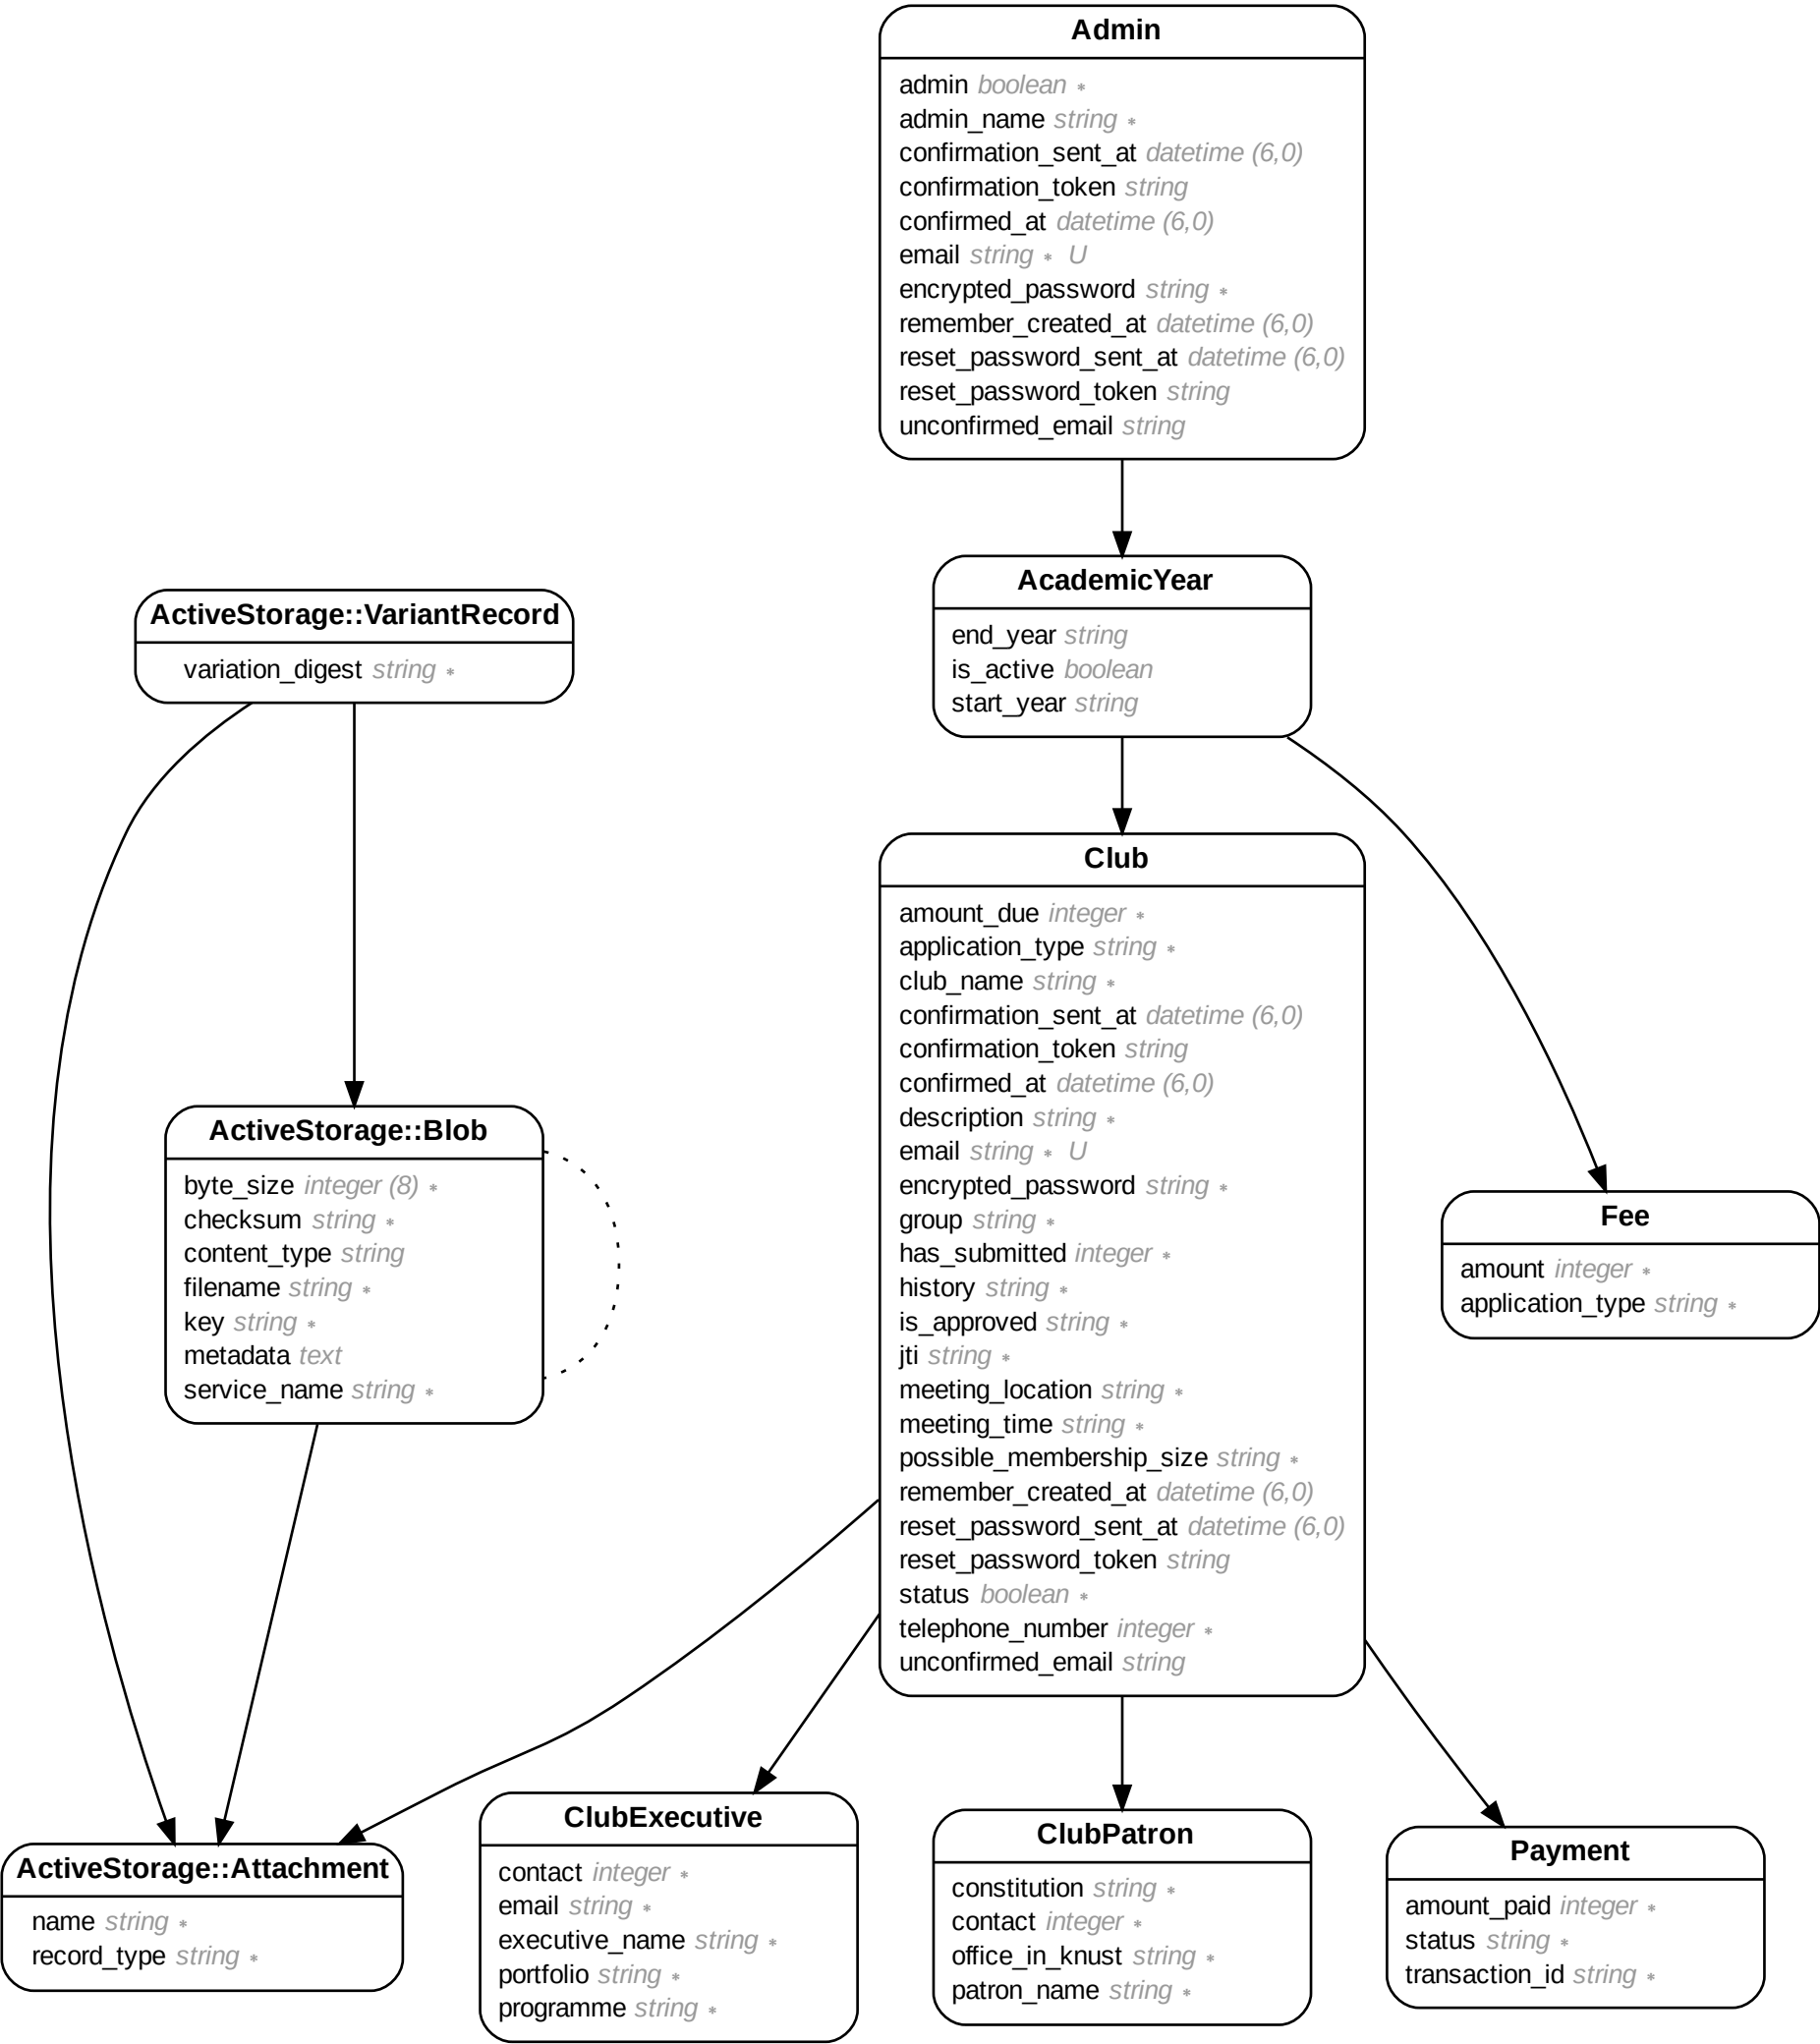 Admin
admin boolean *
admin_name string *
confirmation_sent_at datetime (6,0)
confirmation_token string
confirmed_at datetime (6,0)
email string * U
encrypted_password string *
remember_created_at datetime (6,0)
reset_password_sent_at datetime (6,0)
reset_password_token string
unconfirmed_email string
AcademicYear
end_year string
is_active boolean
start_year string
ActiveStorage::VariantRecord
variation_digest string *
Club
amount_due integer *
application_type string *
club_name string *
confirmation_sent_at datetime (6,0)
confirmation_token string
confirmed_at datetime (6,0)
description string *
email string * U
encrypted_password string *
group string *
has_submitted integer *
history string *
is_approved string *
jti string *
meeting_location string *
meeting_time string *
possible_membership_size string *
remember_created_at datetime (6,0)
reset_password_sent_at datetime (6,0)
reset_password_token string
status boolean *
telephone_number integer *
unconfirmed_email string
ActiveStorage::Blob
byte_size integer (8) *
checksum string *
content_type string
filename string *
key string *
metadata text
service_name string *
Fee
amount integer *
application_type string *
ActiveStorage::Attachment
name string *
record_type string *
ClubExecutive
contact integer *
email string *
executive_name string *
portfolio string *
programme string *
ClubPatron
constitution string *
contact integer *
office_in_knust string *
patron_name string *
Payment
amount_paid integer *
status string *
transaction_id string *